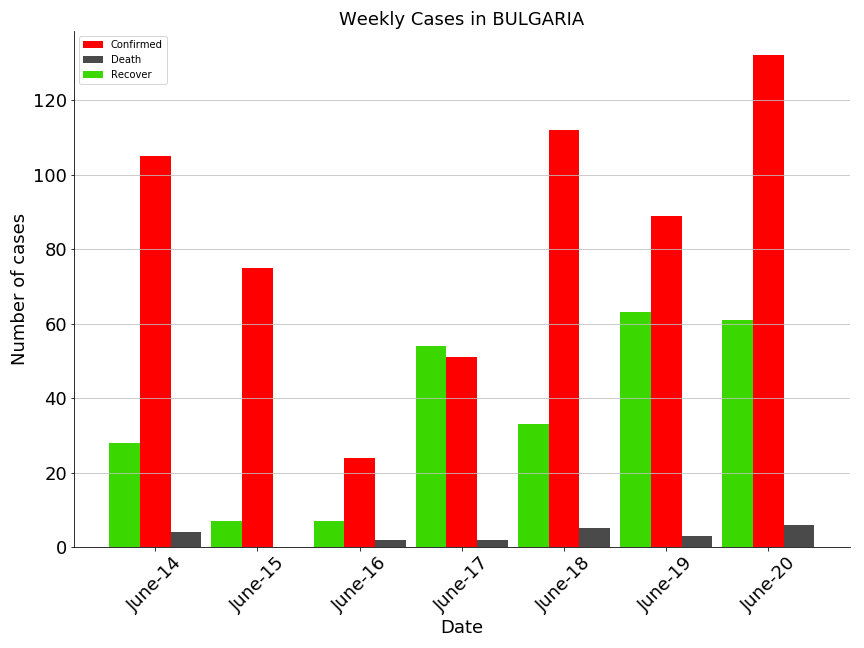 Weekly Cases in BULGARIA
Confirmed
Death
Recover
Number of cases
120
100
80
60
40
20
0
June-14
June-15
June-16
June-17
June-18
June-19
June-20
Date